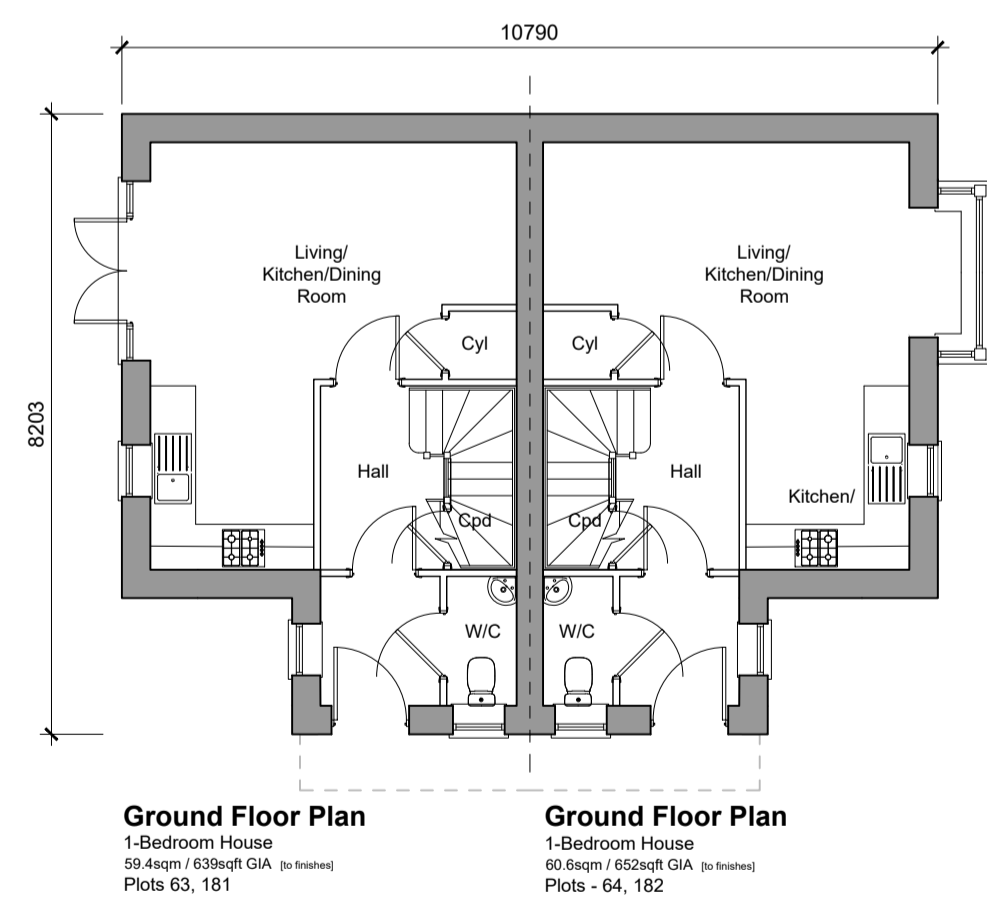 10790
8203
Living/
Kitchen/Dining
Room
Living/
Kitchen/Dining
Room
Cyl
Cyl
Hall
Hall
Kitchen/
Cpd
Cpd
W/C
W/C
Ground Floor Plan
1-Bedroom House
59.4sqm / 639sqft GIA [to finishes]
Plots 63, 181
Ground Floor Plan
1-Bedroom House
60.6sqm / 652sqft GIA [to finishes]
Plots - 64, 182